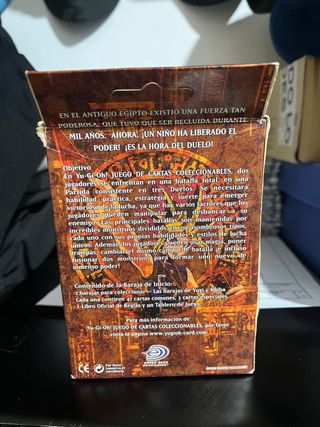 EN EL ANTIGUO EGIPTO-EXISTIO UNA FUERZA TAN
PODEROSA, QUE TUVO QUE SER RECLUIDA DURANTE
MIL AÑOS. AHORA, ¡UN NIÑO HA LIBERADO EL
PODER! ¡ES LA HORA DEL DUELO!
Objetivo
En Yu-Gi-Oh! JUEGO DE CARTAS COLECCIONABLES, dos
jugadores se enfrentan en una batalla total, en una
Partida consistente en tres Duelos. Se necesitará
habilidad, práctica, estrategia y suerte para emerger
victorioso de la lucha, ya que hay varios factores que los
jugadores pueden manipular para desbancar a su
enemigo. Las principales batallas son mantenidas por
increíbles monstruos divididos en asombrosos tipos,
cada uno con sus propias habilidades y estilos de lucha
únicos. Además los jugadores pueden usar magia, poner
trampas, cambiar el mismo campo de batalla e incluso
fusionar dos monstruos para formar uno nuevo de
inmenso poder!
Contenido de la Baraja de Inicio:
2 barajas para coleccionar – Las Barajas de Yugi y Kaiba
Cada una contiene 47 cartas comunes, 3 cartas especiales
1-Libro Oficial de Reglas y un Tablero de Juego
Para más información de
Yu-Gi-Oh! JUEGO DE CARTAS COLECCIONABLES, por favor
visita la página www.yugioh-card.com
CE
UPPER DECK